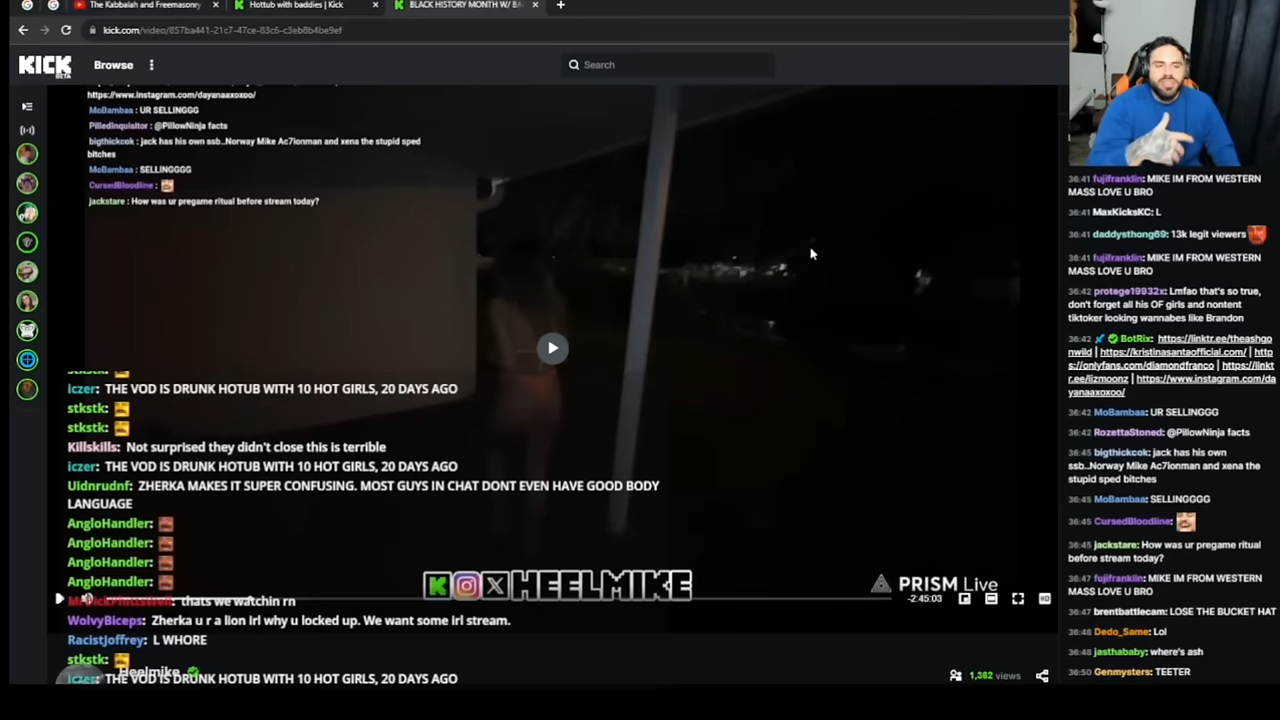 The Kabbalah and Freemasonry
Hottub with baddies | Kick
BLACK HISTORY MONTH W/ BA
kick.com/video/857ba441-21c7-47ce-83c6-c3eb8b4be9ef
KICK
BETA
Browse
Search
https://www.instagram.com/dayanaaxoxoo/
MoBambaa : UR SELLINGGG
PilledInquisitor : @PillowNinja facts
bigthickcok : jack has his own ssb..Norway Mike Ac7ionman and xena the stupid sped
bitches
MoBambaa : SELLINGGGG
CursedBloodline :
jackstare : How was ur pregame ritual before stream today?
stkstk:
iczer: THE VOD IS DRUNK HOTUB WITH 10 HOT GIRLS, 20 DAYS AGO
stkstk:
stkstk:
Killskills: Not surprised they didn't close this is terrible
iczer: THE VOD IS DRUNK HOTUB WITH 10 HOT GIRLS, 20 DAYS AGO
Uidnrudnf: ZHERKA MAKES IT SUPER CONFUSING. MOST GUYS IN CHAT DONT EVEN HAVE GOOD BODY
LANGUAGE
AngloHandler:
AngloHandler:
AngloHandler:
AngloHandler:
thats we watchin rn
WolvyBiceps: Zherka u r a lion irl why u locked up. We want some irl stream.
RacistJoffrey: L WHORE
stkstk:
iczer: THE VOD IS DRUNK HOTUB WITH 10 HOT GIRLS, 20 DAYS AGO
K X HEELMIKE
PRISM Live
-2:45:03
HD
Heelmike
1,362 views
36:41 fujifranklin: MIKE IM FROM WESTERN
MASS LOVE U BRO
36:41 MaxKicksKC: L
36:41 daddysthong69: 13k legit viewers
36:41 fujifranklin: MIKE IM FROM WESTERN
MASS LOVE U BRO
36:42 protege19932x: Lmfao that's so true,
don't forget all his OF girls and nontent
tiktoker looking wannabes like Brandon
36:42 BotRix: https://linktr.ee/theashgo
nwild | https://kristinasantaofficial.com/ | http
s://onlyfans.com/diamondfranco | https://linkt
r.ee/lizmoonz | https://www.instagram.com/da
yanaaxoxoo/
36:42 MoBambaa: UR SELLINGGG
36:42 RozettaStoned: @PillowNinja facts
36:45 bigthickcok: jack has his own
ssb..Norway Mike Ac7ionman and xena the
stupid sped bitches
36:45 MoBambaa: SELLINGGGG
36:45 CursedBloodline:
36:45 jackstare: How was ur pregame ritual
before stream today?
36:47 fujifranklin: MIKE IM FROM WESTERN
MASS LOVE U BRO
36:47 brentbattlecam: LOSE THE BUCKET HAT
36:48 Dedo_Same: Lol
36:48 jasthababy: where's ash
36:50 Genmysters: TEETER